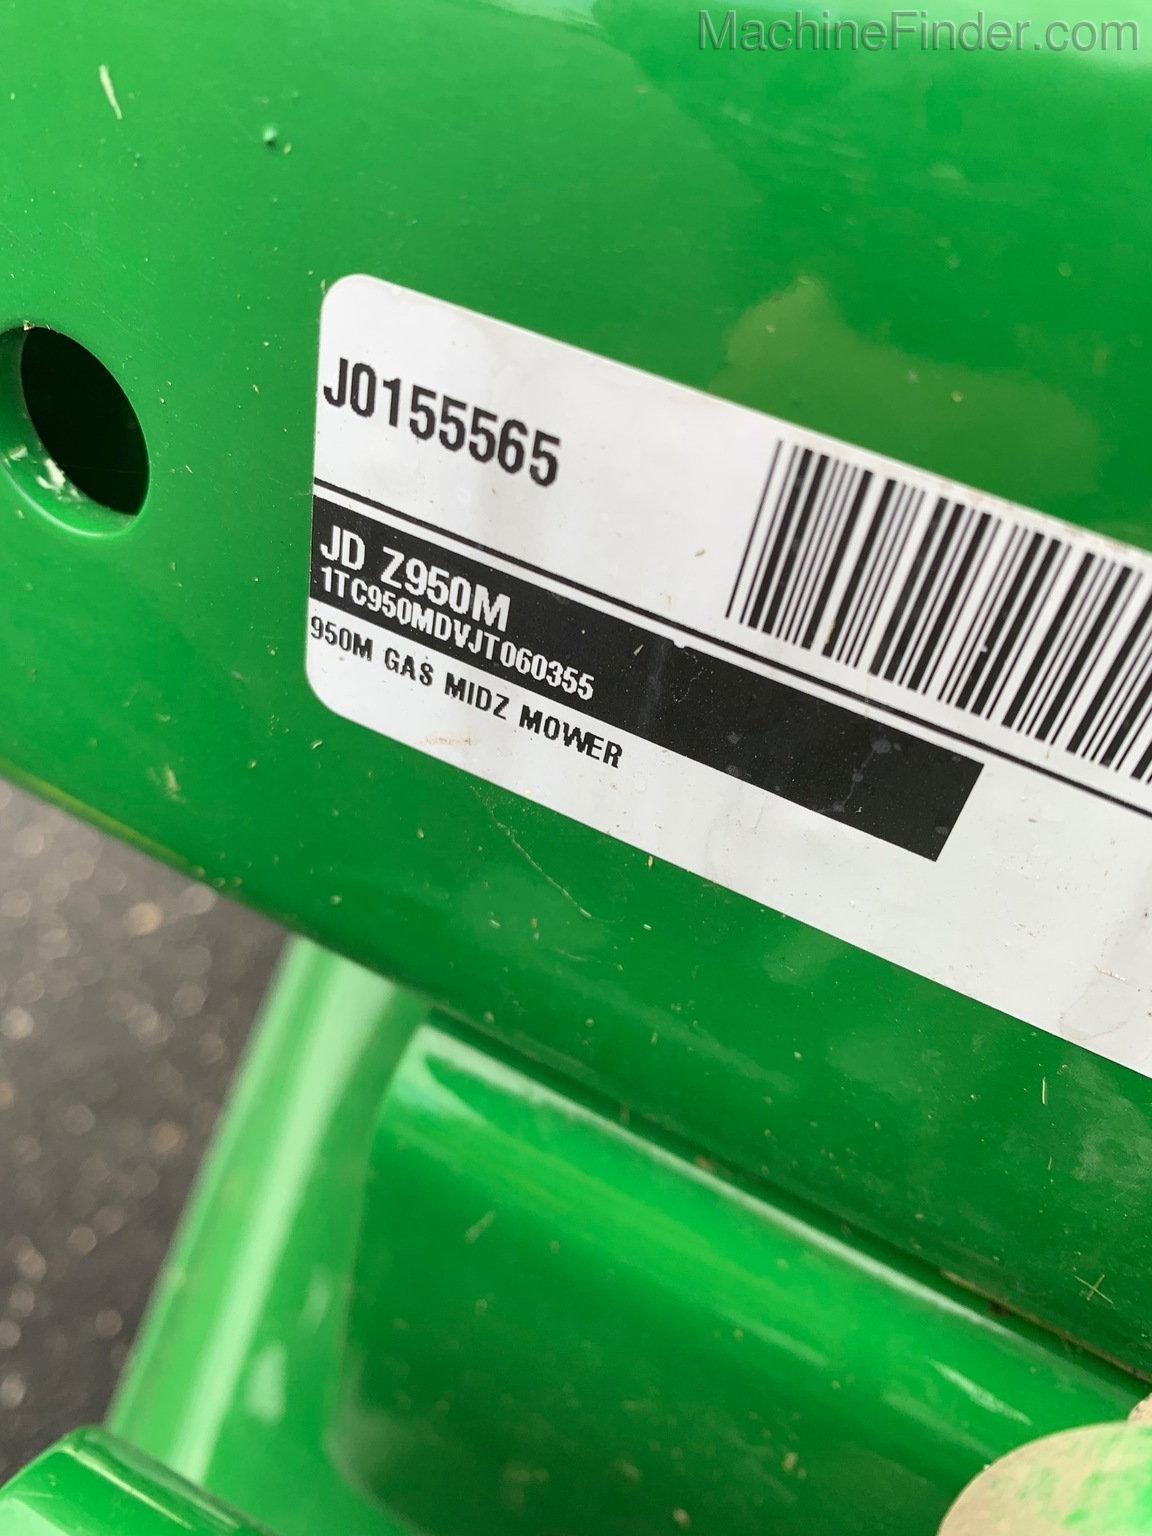 MachineFinder.com
J0155565
JD Z950M
1TC950MDVJT060355
950M GAS MIDZ MOWER